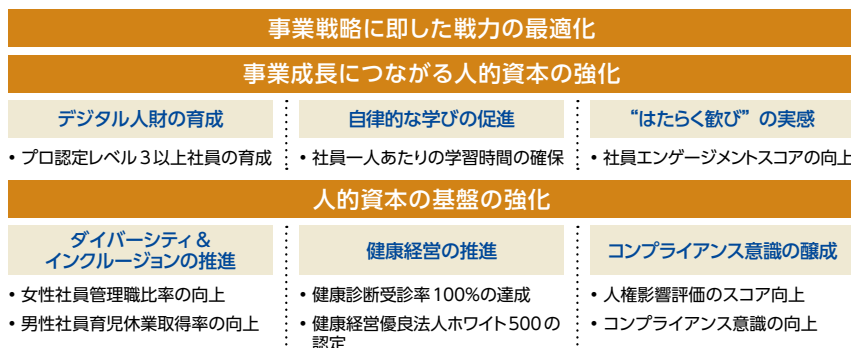 事業戦略に即した戦力の最適化
事業成長につながる人的資本の強化
デジタル人財の育成
・プロ認定レベル3以上社員の育成
自律的な学びの促進
・社員一人あたりの学習時間の確保
“はたらく歓び”の実感
・社員エンゲージメントスコアの向上
人的資本の基盤の強化
ダイバーシティ&
インクルージョンの推進
・女性社員管理職比率の向上
・男性社員育児休業取得率の向上
健康経営の推進
・健康診断受診率100%の達成
・健康経営優良法人ホワイト500の
認定
コンプライアンス意識の醸成
・人権影響評価のスコア向上
・コンプライアンス意識の向上